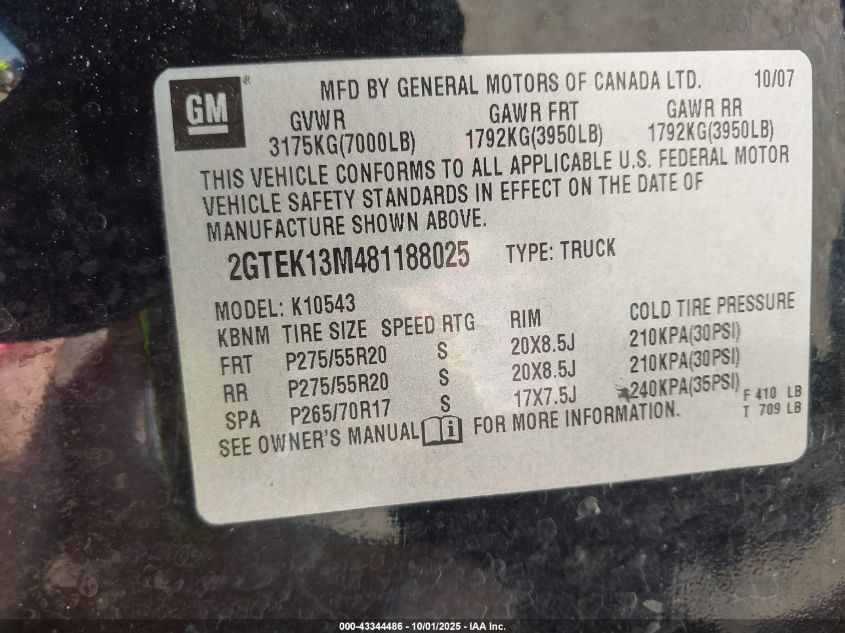 GM ® MFD BY GENERAL MOTORS OF CANADA LTD. 10/07
GVWR GAWR FRT GAWR RR
3175KG(7000LB) 1792KG(3950LB) 1792KG(3950LB)
THIS VEHICLE CONFORMS TO ALL APPLICABLE U.S. FEDERAL MOTOR
VEHICLE SAFETY STANDARDS IN EFFECT ON THE DATE OF
MANUFACTURE SHOWN ABOVE.
2GTEK13M481188025 TYPE: TRUCK
MODEL: K10543
KBNM TIRE SIZE SPEED RTG RIM COLD TIRE PRESSURE
FRT P275/55R20 S 20X8.5J 210KPA(30PSI)
RR P275/55R20 S 20X8.5J 210KPA(30PSI)
SPA P265/70R17 S 17X7.5J 240KPA(35PSI)
SEE OWNER'S MANUAL i FOR MORE INFORMATION.
F 410 LB
T 709 LB
000-43344486 - 10/01/2025 - IAA Inc.